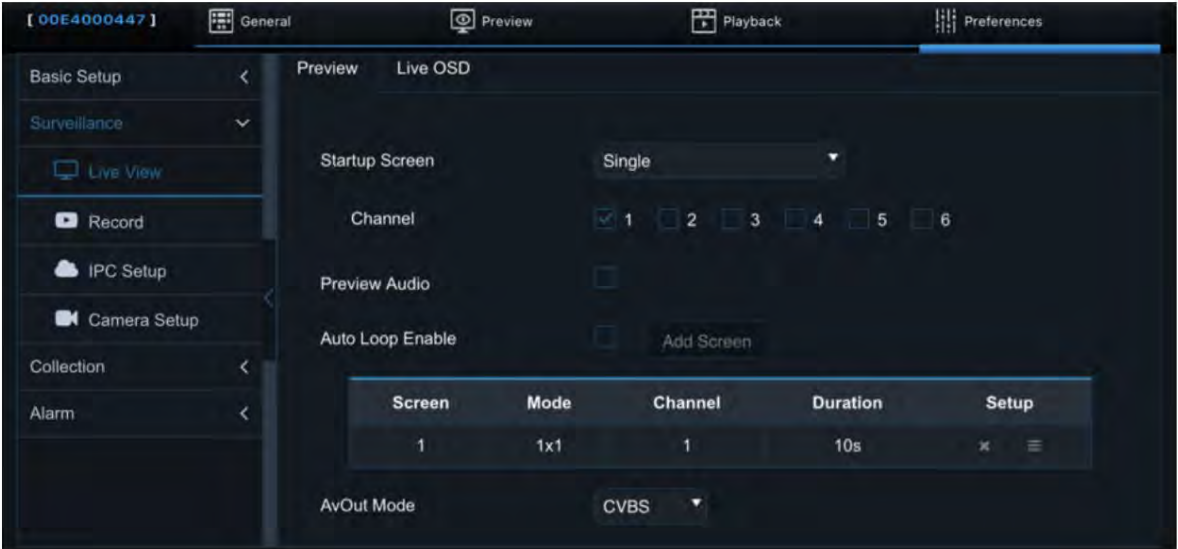 [ 00E4000447 ] General Preview Playback Preferences
Basic Setup
Surveillance
Live View
Record
IPC Setup
Camera Setup
Collection
Alarm
Preview Live OSD
Startup Screen Single
Channel 1 2 3 4 5 6
Preview Audio
Auto Loop Enable Add Screen
Screen Mode Channel Duration Setup
1 1x1 1 10s
AvOut Mode CVBS